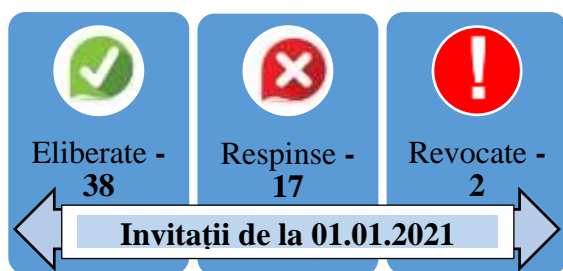 Eliberate -
38
Respinse -
17
Revocate -
2
Invitații de la 01.01.2021